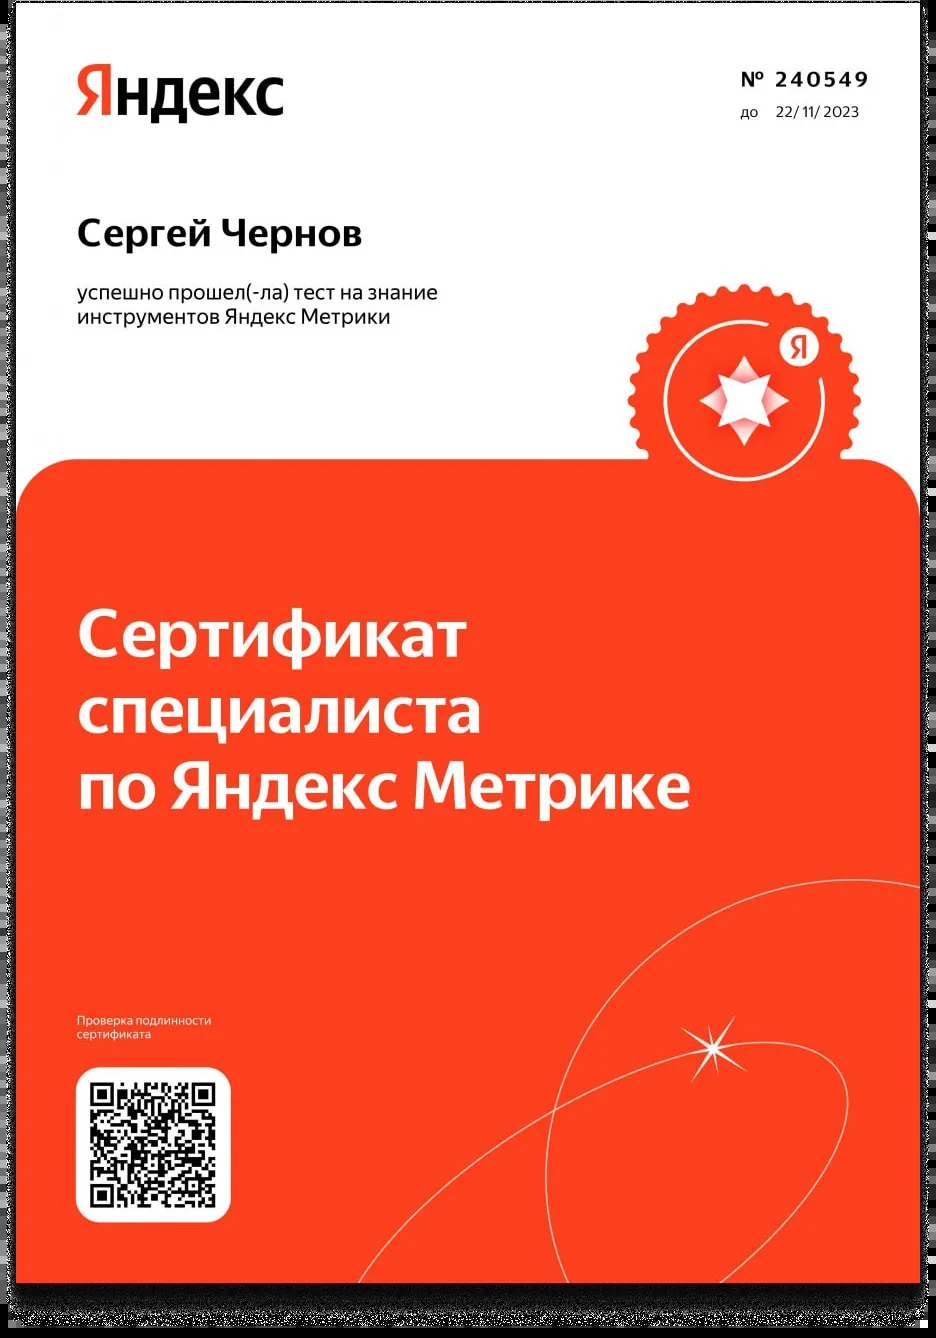 Яндекс
№ 240549
до 22/ 11/ 2023
Сергей Чернов
успешно прошел(-ла) тест на знание
инструментов Яндекс Метрики
Я
Сертификат
специалиста
по Яндекс Метрике
Проверка подлинности
сертификата